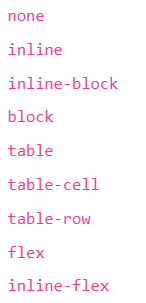 none
inline
inline-block
block
table
table-cell
table-row
flex
inline-flex